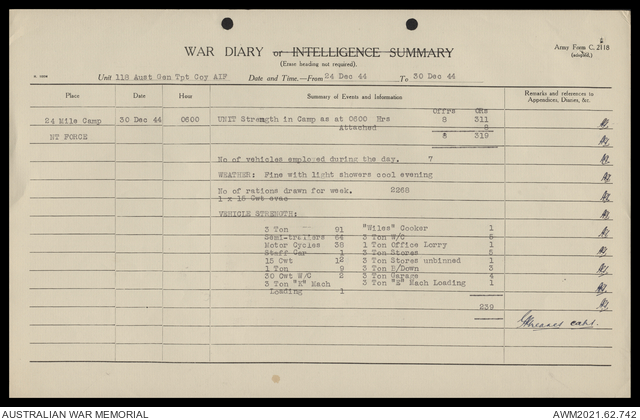 WAR DIARY or INTELLIGENCE SUMMARY
(Erase heading not required).
Army Form C. 2118
(adapted.)
Unit 118 Aust Gen Tpt Coy AIF Date and Time.—From 24 Dec 44 To 30 Dec 44
Place Date Hour Summary of Events and Information Remarks and references to
Appendices, Diaries, &c.
Offrs ORs
24 Mile Camp 30 Dec 44 0600 UNIT Strength in Camp as at 0600 Hrs 8 311
Attached 8
NT FORCE 8 319
No of vehicles employed during the day. 7
WEATHER: Fine with light showers cool evening
No of rations drawn for week. 2268
1 x 15 Cwt evac
VEHICLE STRENGTH:
3 Ton 91 "Wiles" Cooker 1
Semi-trailers 64 3 Ton W/C 5
Motor Cycles 38 1 Ton Office Lorry 1
Staff Car 1 3 Ton Stores 5
15 Cwt 12 3 Ton Stores unbinned 1
1 Ton 9 3 Ton B/Down 3
30 Cwt W/C 2 3 Ton Garage 4
3 Ton "K" Mach 3 Ton "Z" Mach Loading 1
Loading 1
239
Capt.
AUSTRALIAN WAR MEMORIAL AWM2021.62.742